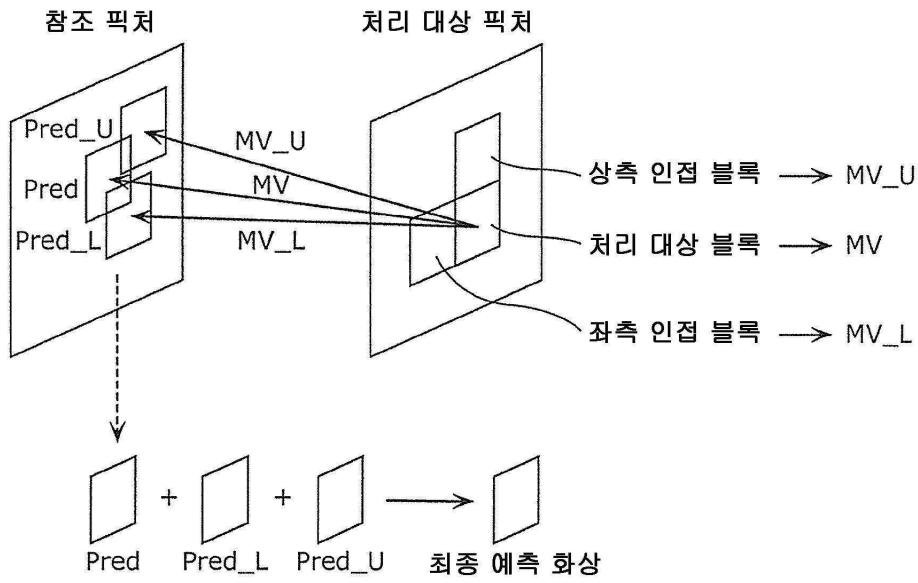 참조 픽처
처리 대상 픽처
Pred_U
MV_U
상측 인접 블록 → MV_U
Pred
MV
처리 대상 블록 → MV
Pred_L
MV_L
좌측 인접 블록 → MV_L
+ + →
Pred Pred_L Pred_U 최종 예측 화상